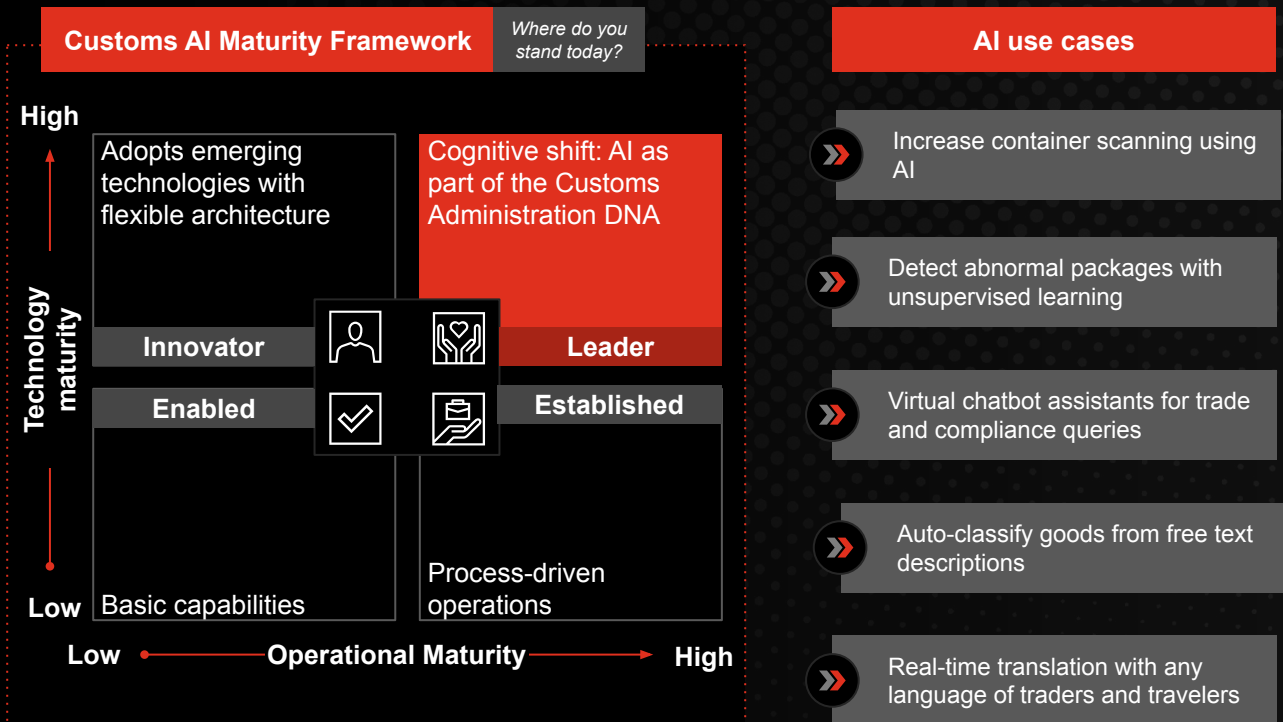 Customs AI Maturity Framework
Where do you
stand today?
High
Technology
maturity
Low
Adopts emerging
technologies with
flexible architecture
Innovator
Cognitive shift: AI as
part of the Customs
Administration DNA
Leader
Enabled
Basic capabilities
Established
Process-driven
operations
Low
Operational Maturity
High
AI use cases
Increase container scanning using
AI
Detect abnormal packages with
unsupervised learning
Virtual chatbot assistants for trade
and compliance queries
Auto-classify goods from free text
descriptions
Real-time translation with any
language of traders and travelers